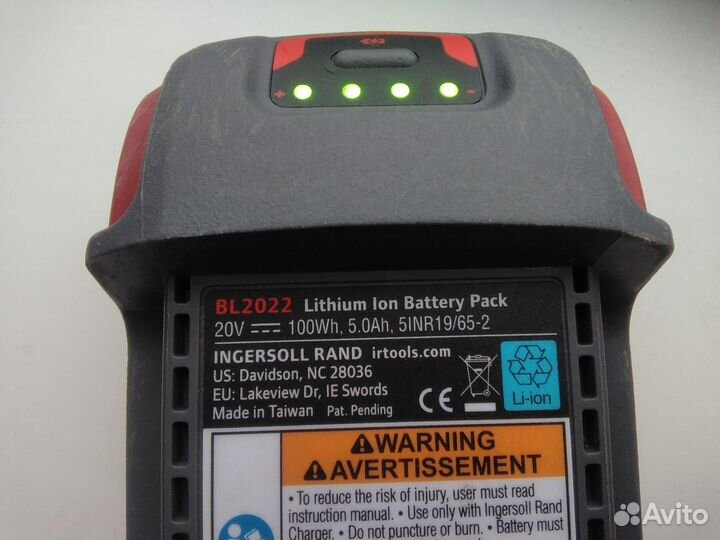 + -
BL2022 Lithium Ion Battery Pack
20V ⎓ 100Wh, 5.0Ah, 5INR19/65-2
INGERSOLL RAND irtools.com
US: Davidson, NC 28036
EU: Lakeview Dr, IE Swords
Made in Taiwan Pat. Pending
CE
Li-ion
WARNING
AVERTISSEMENT
• To reduce the risk of injury, user must read
instruction manual. • Use only with Ingersoll Rand
Charger. • Do not puncture or burn. • Battery must
Avito